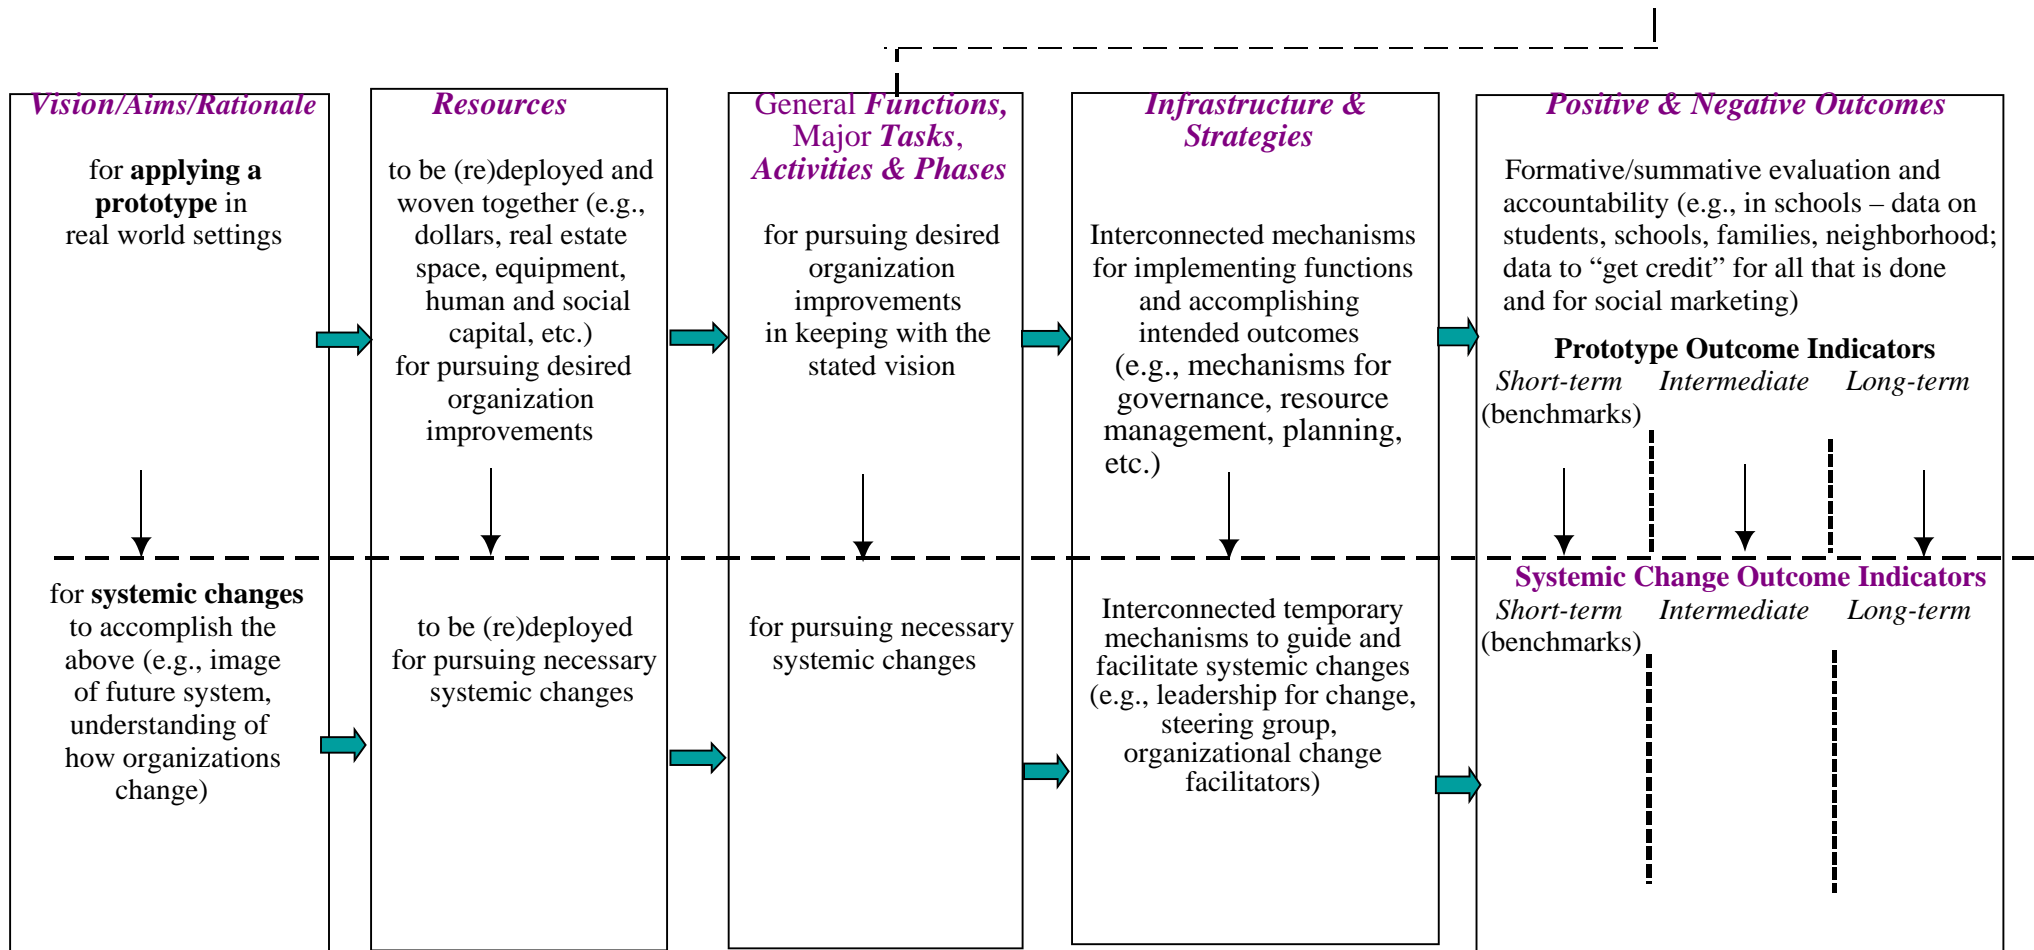 Vision/Aims/Rationale
for applying a
prototype in
real world settings
for systemic changes
to accomplish the
above (e.g., image
of future system,
understanding of
how organizations
change)
Resources
to be (re)deployed and
woven together (e.g.,
dollars, real estate
space, equipment,
human and social
capital, etc.)
for pursuing desired
organization
improvements
to be (re)deployed
for pursuing necessary
systemic changes
General Functions,
Major Tasks,
Activities & Phases
for pursuing desired
organization
improvements
in keeping with the
stated vision
for pursuing necessary
systemic changes
Infrastructure &
Strategies
Interconnected mechanisms
for implementing functions
and accomplishing
intended outcomes
(e.g., mechanisms for
governance, resource
management, planning,
etc.)
Interconnected temporary
mechanisms to guide and
facilitate systemic changes
(e.g., leadership for change,
steering group,
organizational change
facilitators)
Positive & Negative Outcomes
Formative/summative evaluation and
accountability (e.g., in schools – data on
students, schools, families, neighborhood;
data to “get credit” for all that is done
and for social marketing)
Prototype Outcome Indicators
Short-term Intermediate Long-term
(benchmarks)
Systemic Change Outcome Indicators
Short-term Intermediate Long-term
(benchmarks)